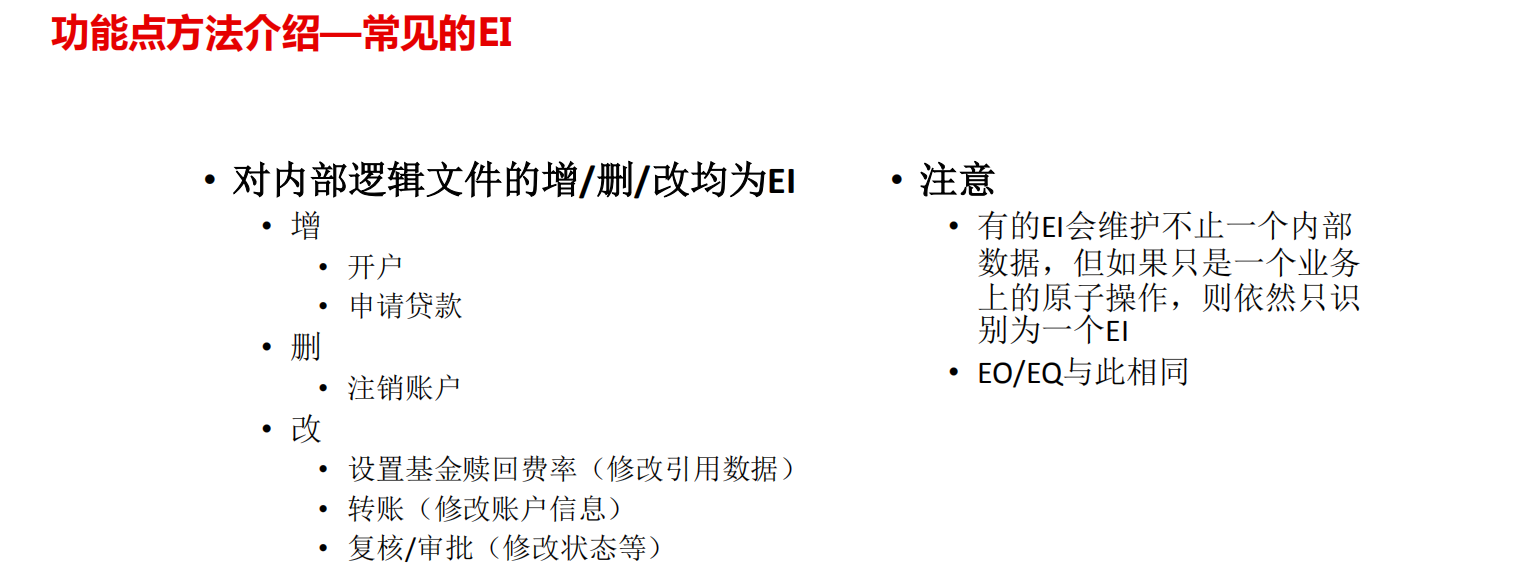 功能点方法介绍—常见的EI
• 对内部逻辑文件的增/删/改均为EI
• 增
• 开户
• 申请贷款
• 删
• 注销账户
• 改
• 设置基金赎回费率（修改引用数据）
• 转账（修改账户信息）
• 复核/审批（修改状态等）
• 注意
• 有的EI会维护不止一个内部
数据，但如果只是一个业务
上的原子操作，则依然只识
别为一个EI
• EO/EQ与此相同